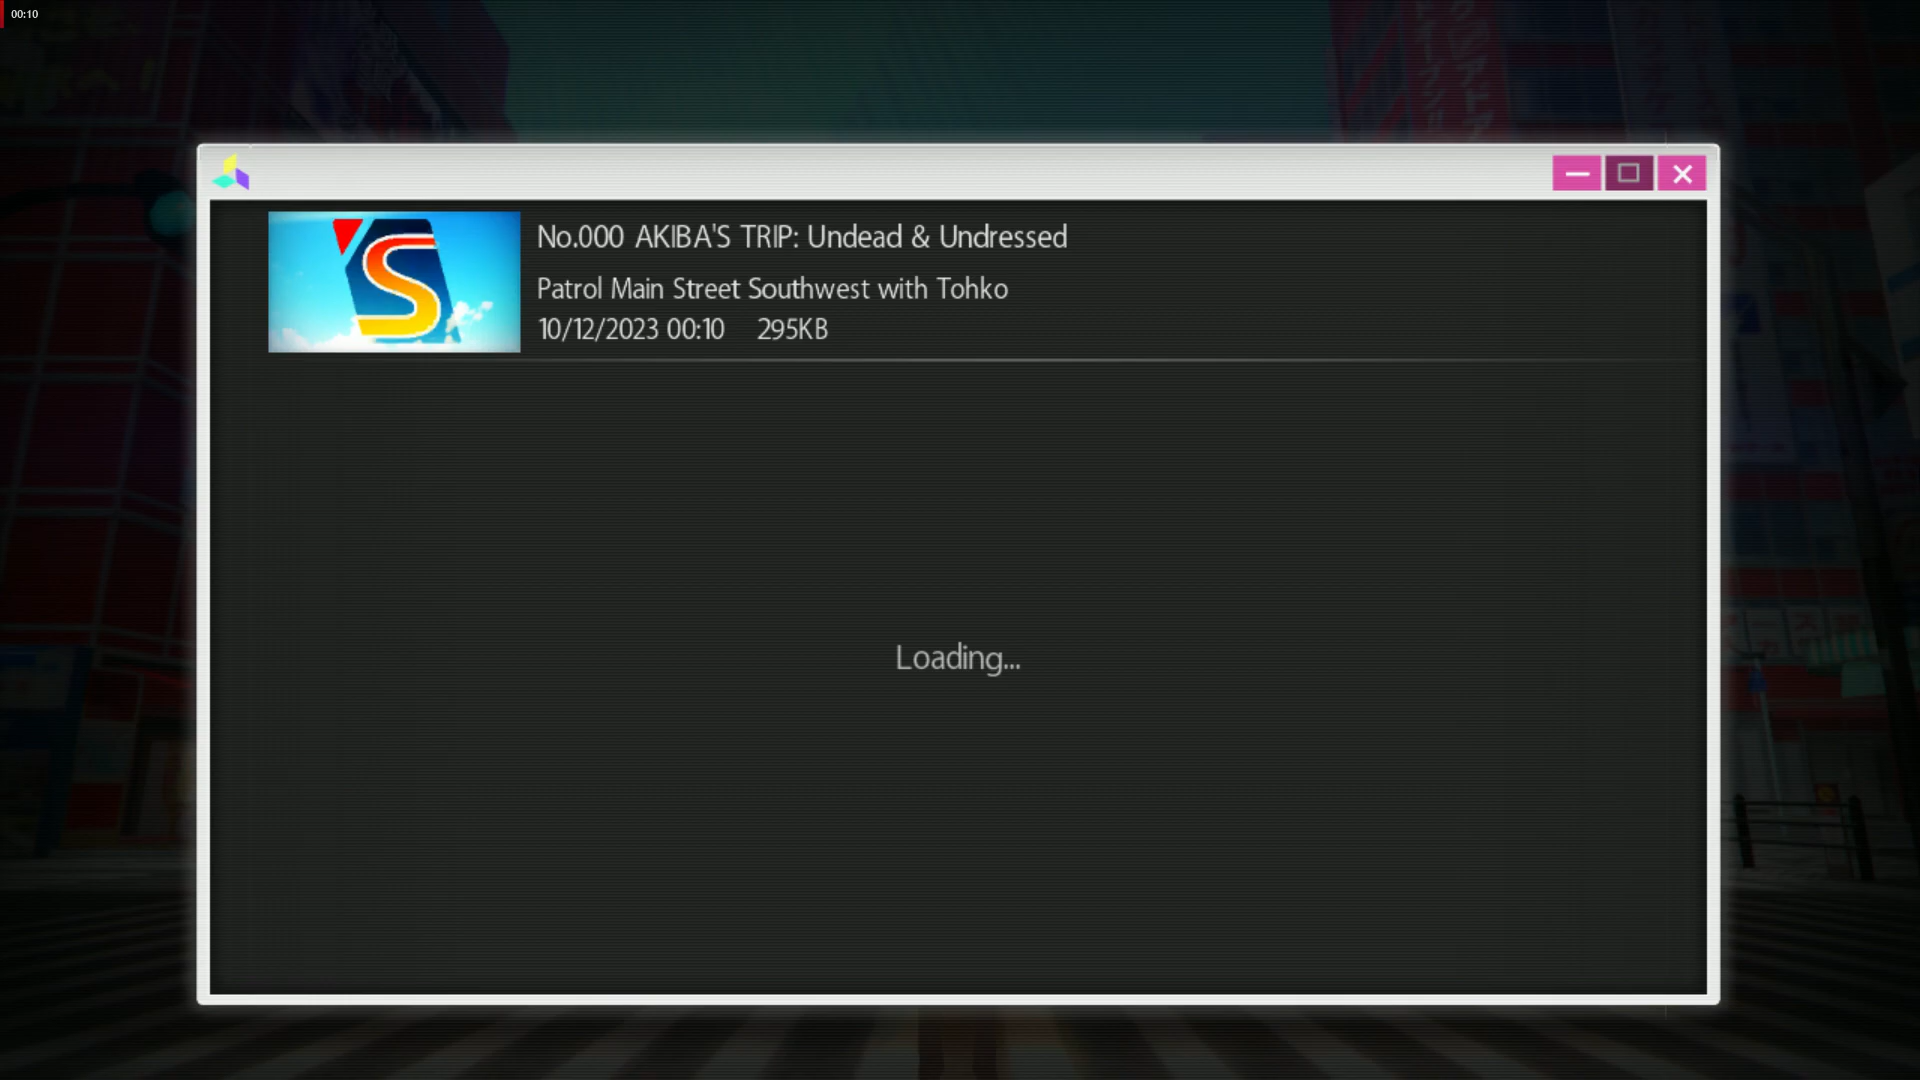 00:10
No.000 AKIBA'S TRIP: Undead & Undressed
Patrol Main Street Southwest with Tohko
10/12/2023 00:10 295KB
Loading...